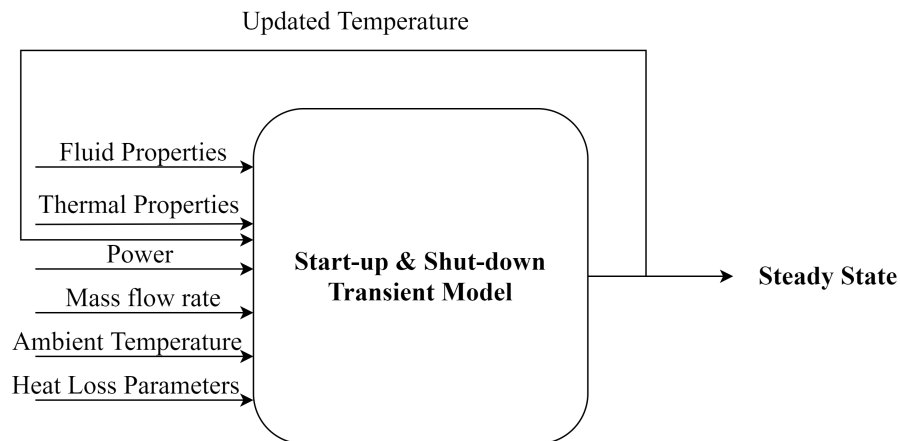 Updated Temperature
Fluid Properties
Thermal Properties
Power
Mass flow rate
Ambient Temperature
Heat Loss Parameters
Start-up & Shut-down
Transient Model
Steady State